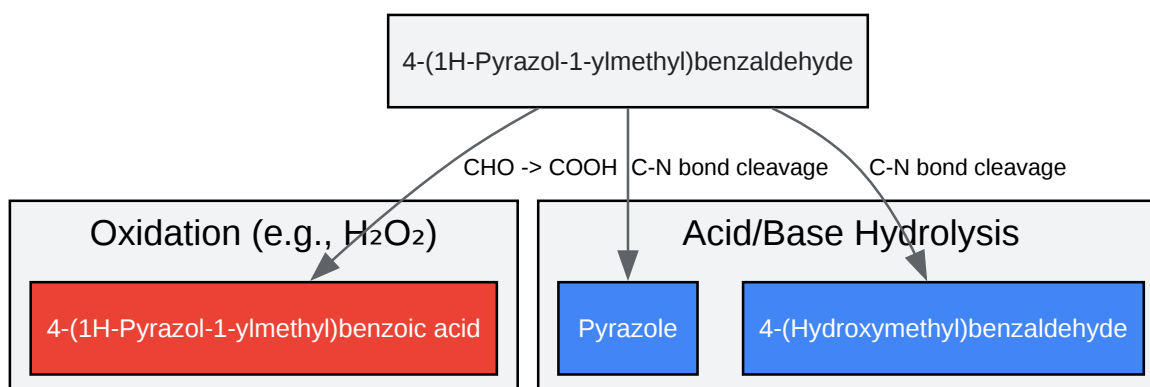 4-(1H-Pyrazol-1-ylmethyl)benzaldehyde
CHO -> COOH
C-N bond cleavage
C-N bond cleavage
Oxidation (e.g., H₂O₂)
Acid/Base Hydrolysis
4-(1H-Pyrazol-1-ylmethyl)benzoic acid
Pyrazole
4-(Hydroxymethyl)benzaldehyde